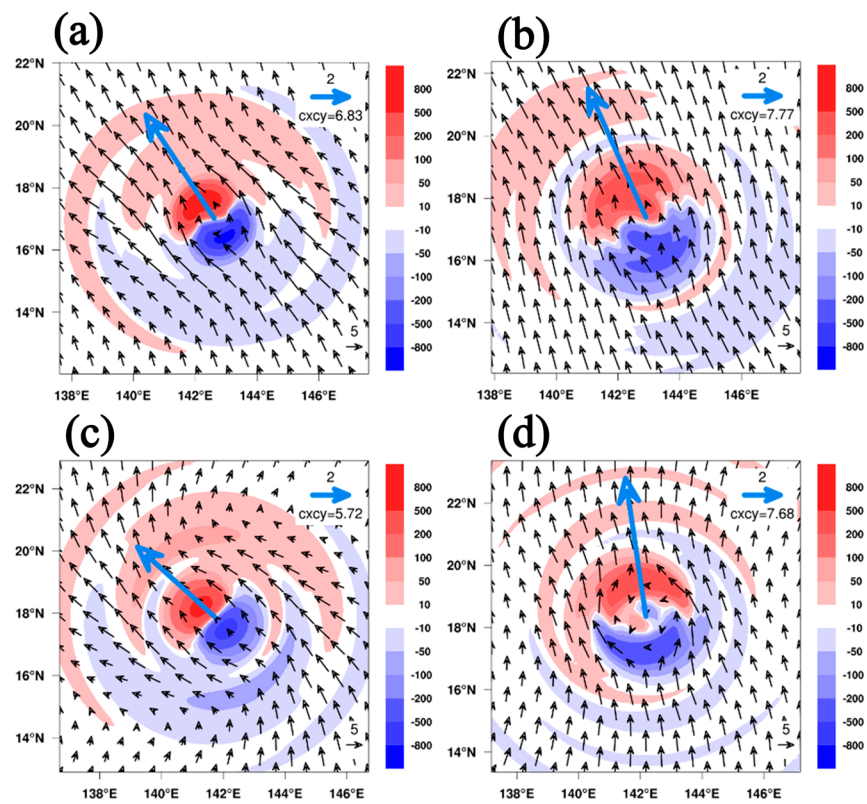 (a)
22°N
20°N
18°N
16°N
14°N
138°E 140°E 142°E 144°E 146°E
2
cxcy=6.83
5
800
500
200
100
50
10
-10
-50
-100
-200
-500
-800
(b)
22°N
20°N
18°N
16°N
14°N
138°E 140°E 142°E 144°E 146°E
2
cxcy=7.77
5
800
500
200
100
50
10
-10
-50
-100
-200
-500
-800
(c)
22°N
20°N
18°N
16°N
14°N
138°E 140°E 142°E 144°E 146°E
2
cxcy=5.72
5
800
500
200
100
50
10
-10
-50
-100
-200
-500
-800
(d)
22°N
20°N
18°N
16°N
14°N
138°E 140°E 142°E 144°E 146°E
2
cxcy=7.68
5
800
500
200
100
50
10
-10
-50
-100
-200
-500
-800